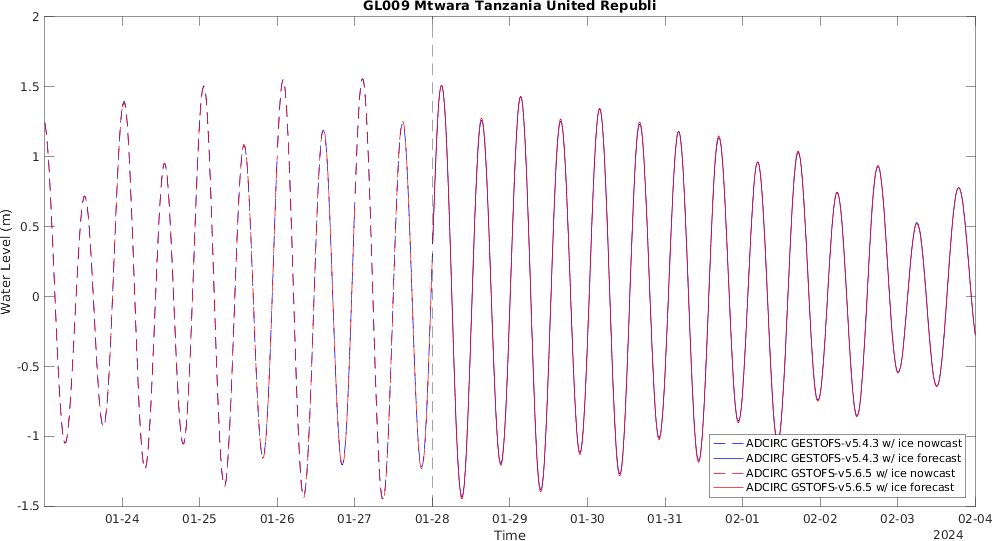 GL009 Mtwara Tanzania United Republi
2
1.5
1
0.5
0
-0.5
-1
-1.5
Water Level (m)
ADCIRC GESTOFS-v5.4.3 w/ ice nowcast
ADCIRC GESTOFS-v5.4.3 w/ ice forecast
ADCIRC GSTOFS-v5.6.5 w/ ice nowcast
ADCIRC GSTOFS-v5.6.5 w/ ice forecast
01-24 01-25 01-26 01-27 01-28 01-29 01-30 01-31 02-01 02-02 02-03 02-04
Time
2024